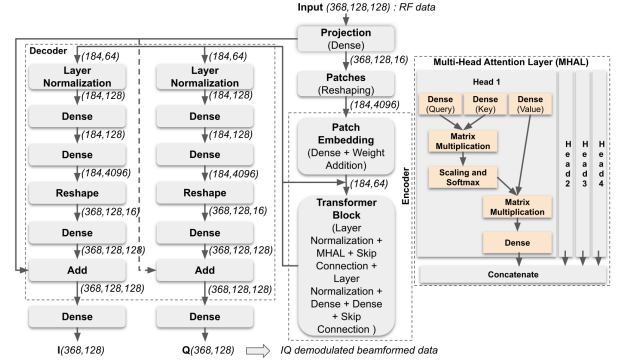 Input (368,128,128) : RF data
Projection
(Dense)
(368,128,16)
Patches
(Reshaping)
(184,4096)
Patch
Embedding
(Dense + Weight
Addition)
(184,64)
Transformer
Block
(Layer
Normalization +
MHAL + Skip
Connection +
Layer
Normalization +
Dense + Dense
+ Skip
Connection )
Encoder
Decoder
(184,64)
Layer
Normalization
(184,128)
Dense
(184,128)
Dense
(184,4096)
Reshape
(368,128,16)
Dense
(368,128,128)
Add
(368,128,128)
Dense
I(368,128)
(184,64)
Layer
Normalization
(184,128)
Dense
(184,128)
Dense
(184,4096)
Reshape
(368,128,16)
Dense
(368,128,128)
Add
(368,128,128)
Dense
Q(368,128)
IQ demodulated beamformed data
Multi-Head Attention Layer (MHAL)
Head 1
Dense
(Query)
Dense
(Key)
Dense
(Value)
Matrix
Multiplication
Scaling and
Softmax
Matrix
Multiplication
Dense
Head 2
Head 3
Head 4
Concatenate